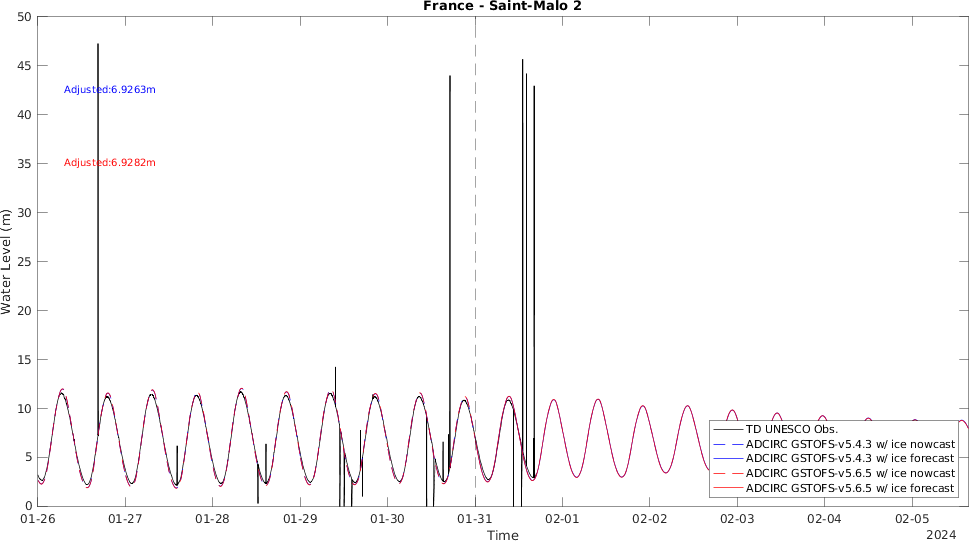 France - Saint-Malo 2
50
45
40
35
30
25
20
15
10
5
0
Water Level (m)
Adjusted:6.9263m
Adjusted:6.9282m
TD UNESCO Obs.
ADCIRC GSTOFS-v5.4.3 w/ ice nowcast
ADCIRC GSTOFS-v5.4.3 w/ ice forecast
ADCIRC GSTOFS-v5.6.5 w/ ice nowcast
ADCIRC GSTOFS-v5.6.5 w/ ice forecast
01-26 01-27 01-28 01-29 01-30 01-31 02-01 02-02 02-03 02-04 02-05
Time
2024